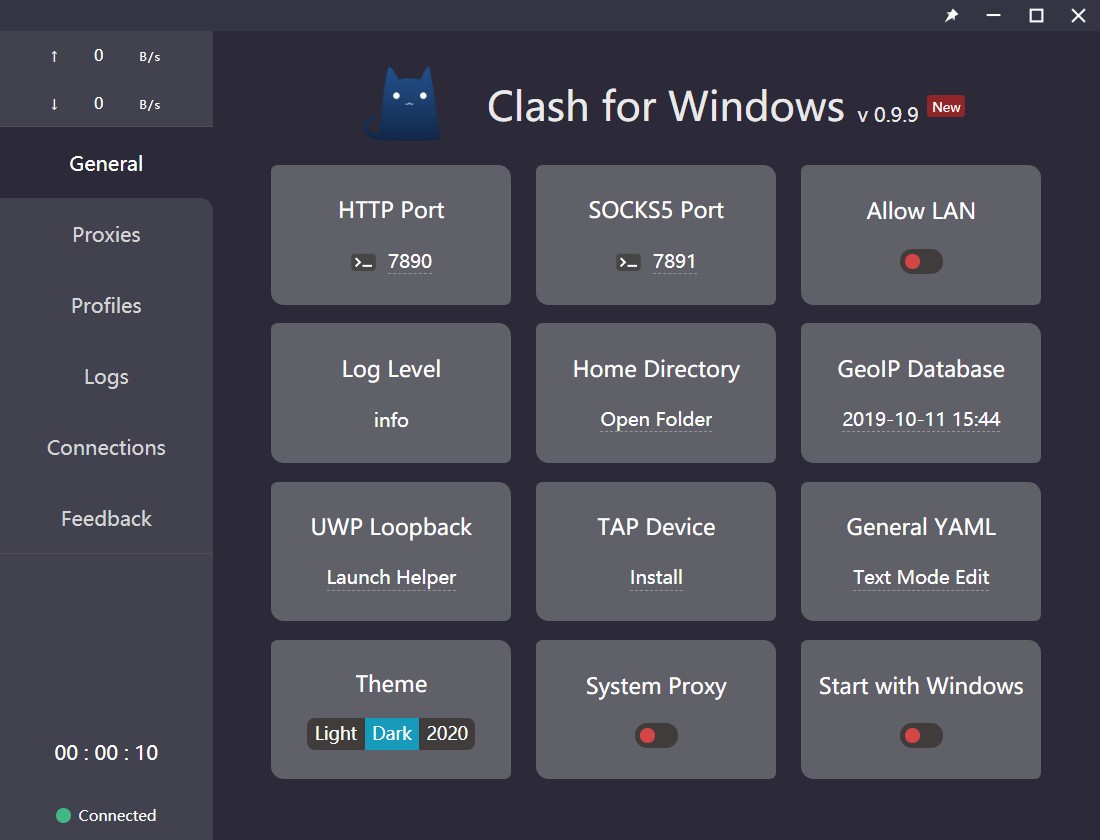 ↑ 0 B/s
↓ 0 B/s
General
Proxies
Profiles
Logs
Connections
Feedback
00 : 00 : 10
Connected
Clash for Windows v 0.9.9 New
HTTP Port
>_ 7890
SOCKS5 Port
>_ 7891
Allow LAN
Log Level
info
Home Directory
Open Folder
GeoIP Database
2019-10-11 15:44
UWP Loopback
Launch Helper
TAP Device
Install
General YAML
Text Mode Edit
Theme
Light Dark 2020
System Proxy
Start with Windows